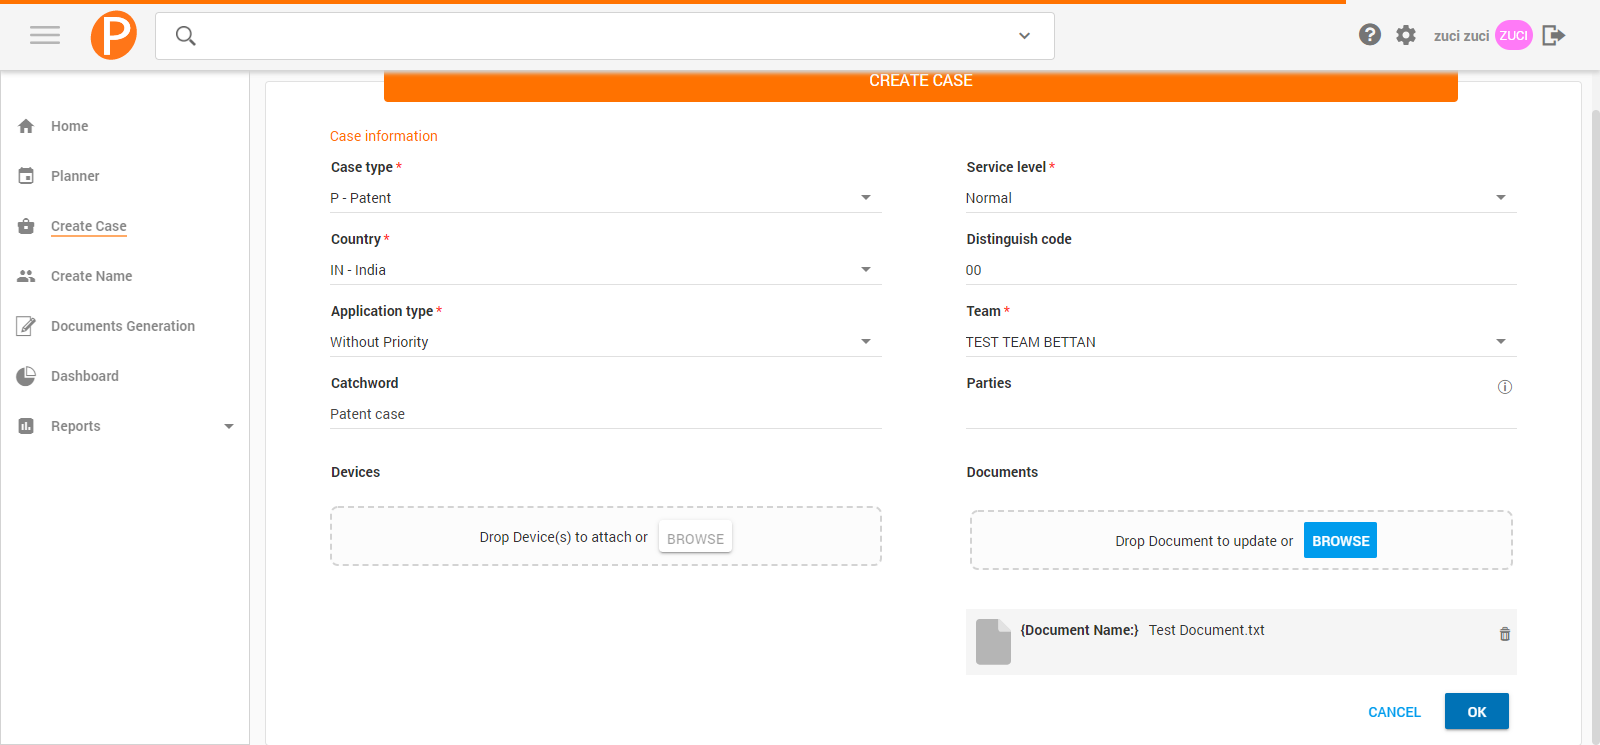 P
zuci zuci ZUCI
CREATE CASE
Home
Planner
Create Case
Create Name
Documents Generation
Dashboard
Reports
Case information
Case type *
P - Patent
Service level *
Normal
Country *
IN - India
Distinguish code
00
Application type *
Without Priority
Team *
TEST TEAM BETTAN
Catchword
Patent case
Parties
Devices
Drop Device(s) to attach or BROWSE
Documents
Drop Document to update or BROWSE
{Document Name:} Test Document.txt
CANCEL OK